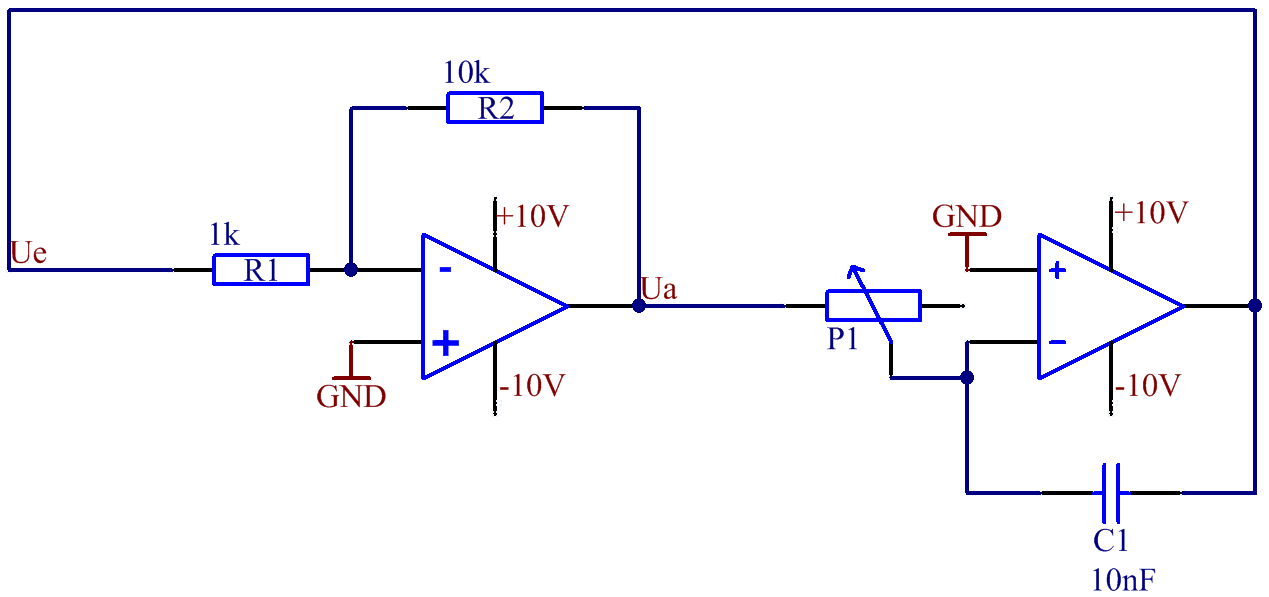 10k
R2
+10V
GND
+10V
Ue
1k
R1
-
+
Ua
+
-
P1
GND
-10V
-10V
C1
10nF